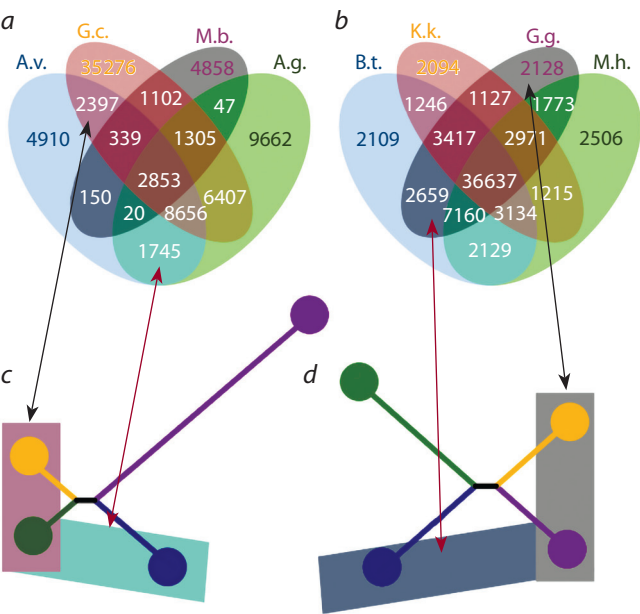 a
G.c.
M.b.
A.v.
A.g.
35276
4858
2397
1102
47
4910
339
1305
9662
2853
150
20
8656
6407
1745
b
K.k.
G.g.
B.t.
M.h.
2094
2128
1246
1127
1773
2109
3417
2971
2506
36637
2659
7160
3134
1215
2129
c
d